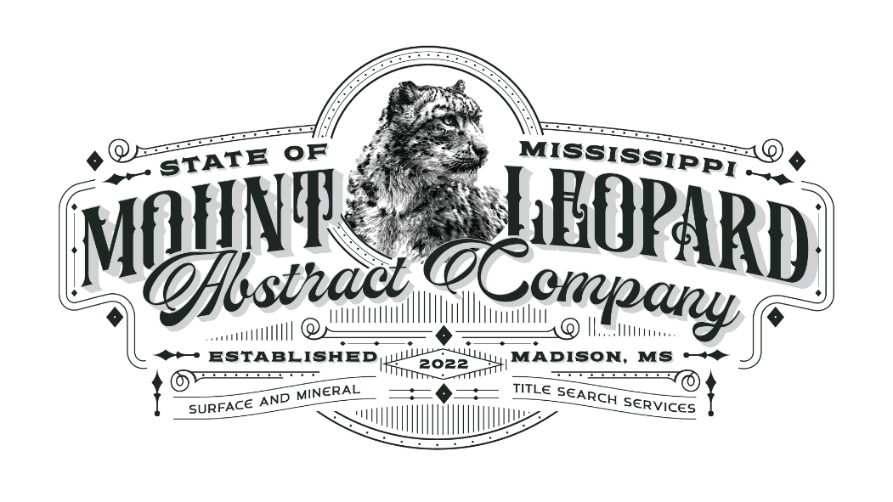 STATE OF MISSISSIPPI
MOUNT LEOPARD
Abstract Company
ESTABLISHED 2022 MADISON, MS
SURFACE AND MINERAL TITLE SEARCH SERVICES